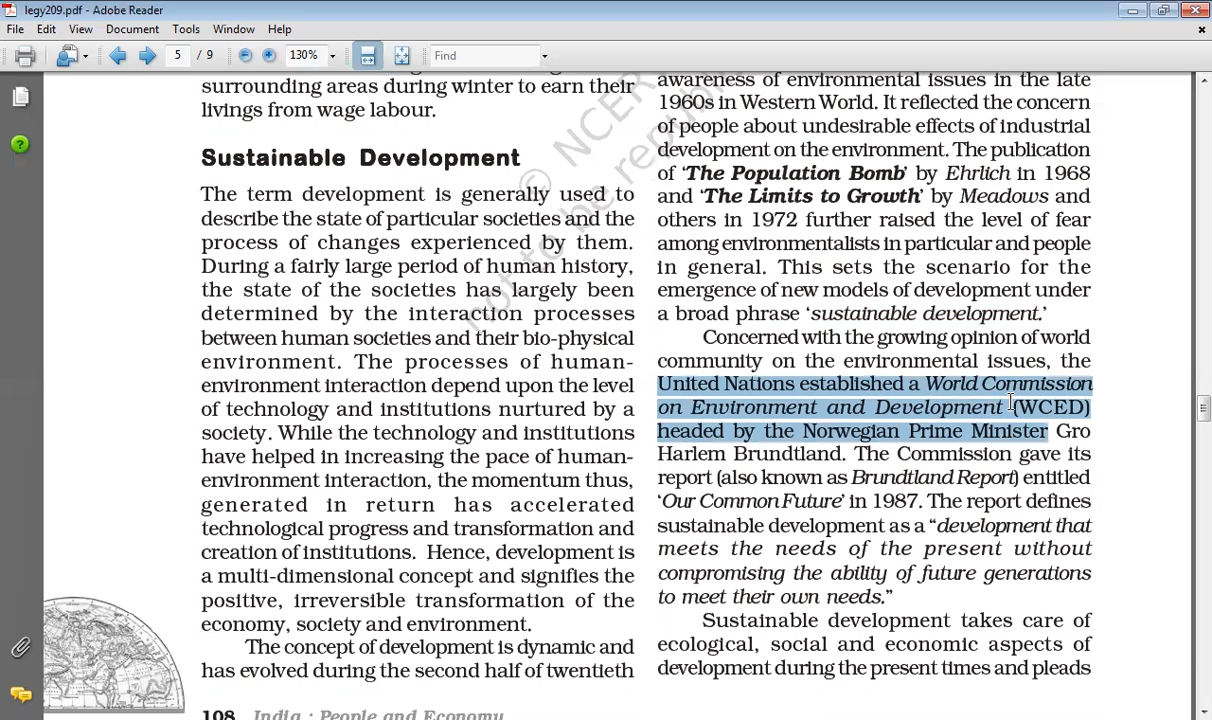 legy209.pdf - Adobe Reader
File Edit View Document Tools Window Help
5 / 9 130% Find
surrounding areas during winter to earn their
livings from wage labour.
Sustainable Development
The term development is generally used to
describe the state of particular societies and the
process of changes experienced by them.
During a fairly large period of human history,
the state of the societies has largely been
determined by the interaction processes
between human societies and their bio-physical
environment. The processes of human-
environment interaction depend upon the level
of technology and institutions nurtured by a
society. While the technology and institutions
have helped in increasing the pace of human-
environment interaction, the momentum thus,
generated in return has accelerated
technological progress and transformation and
creation of institutions. Hence, development is
a multi-dimensional concept and signifies the
positive, irreversible transformation of the
economy, society and environment.
The concept of development is dynamic and
has evolved during the second half of twentieth
awareness of environmental issues in the late
1960s in Western World. It reflected the concern
of people about undesirable effects of industrial
development on the environment. The publication
of ‘The Population Bomb’ by Ehrlich in 1968
and ‘The Limits to Growth’ by Meadows and
others in 1972 further raised the level of fear
among environmentalists in particular and people
in general. This sets the scenario for the
emergence of new models of development under
a broad phrase ‘sustainable development.’
Concerned with the growing opinion of world
community on the environmental issues, the
United Nations established a World Commission
on Environment and Development (WCED)
headed by the Norwegian Prime Minister Gro
Harlem Brundtland. The Commission gave its
report (also known as Brundtland Report) entitled
‘Our Common Future’ in 1987. The report defines
sustainable development as a “development that
meets the needs of the present without
compromising the ability of future generations
to meet their own needs.”
Sustainable development takes care of
ecological, social and economic aspects of
development during the present times and pleads
108 India : People and Economy
© NCER
not to be republi